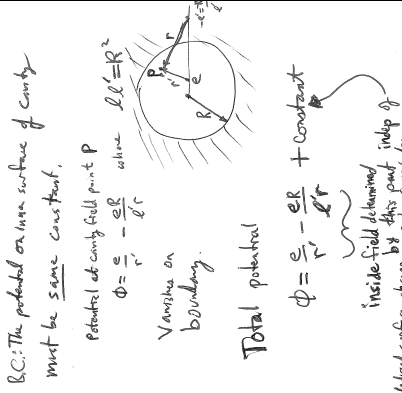 B.C.: The potential on inner surface of cavity
must be same constant.
Potential at cavity field point P
Φ = e/r' - eR/l'r where ll' = R²
Vanishes on
boundary.
Total potential
Φ = e/r' - eR/l'r + constant
inside field determined
by this part indep of
P
r
r'
e
R